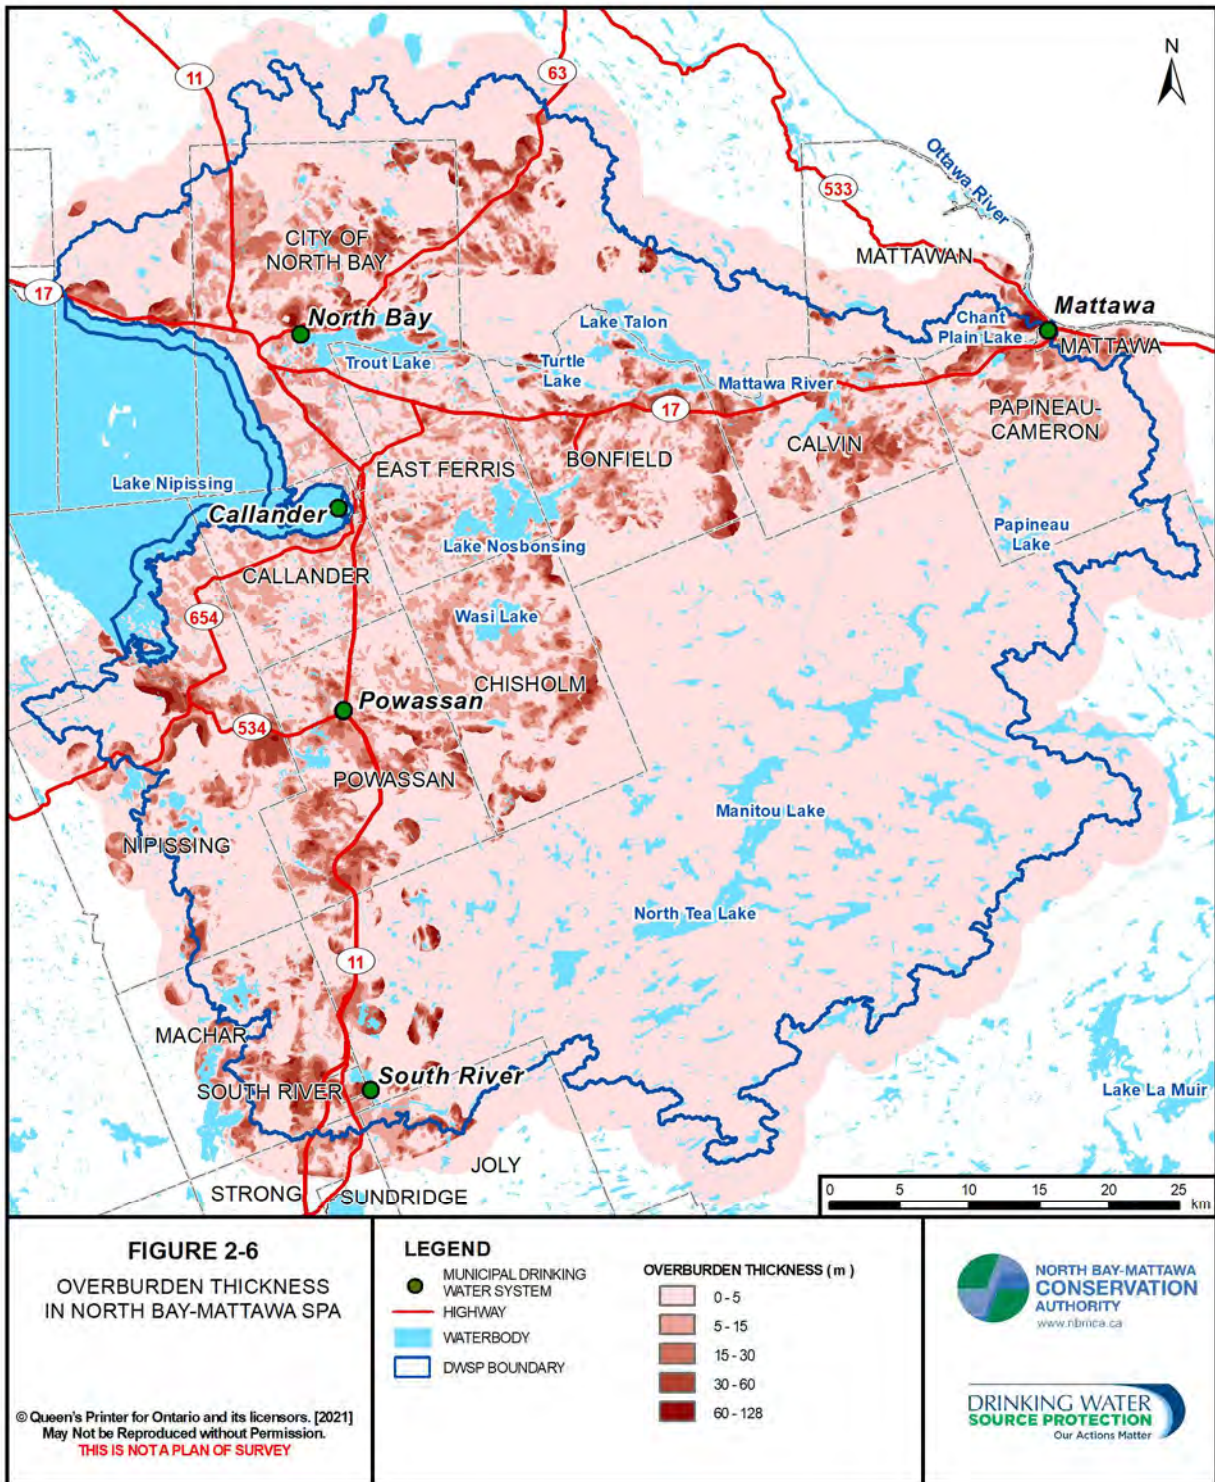 N
11
63
Ottawa River
533
CITY OF
NORTH BAY
MATTAWAN
17
North Bay
Lake Talon
Chant
Plain Lake
Mattawa
MATTAWA
Trout Lake
Turtle
Lake
Mattawa River
17
PAPINEAU-
CAMERON
EAST FERRIS
BONFIELD
CALVIN
Lake Nipissing
Callander
Lake Nosbonsing
Papineau
Lake
CALLANDER
654
Wasi Lake
CHISHOLM
Powassan
534
POWASSAN
Manitou Lake
NIPISSING
North Tea Lake
11
MACHAR
SOUTH RIVER
South River
Lake La Muir
JOLY
STRONG
SUNDRIDGE
0 5 10 15 20 25
km
FIGURE 2-6
OVERBURDEN THICKNESS
IN NORTH BAY-MATTAWA SPA
© Queen's Printer for Ontario and its licensors. [2021]
May Not be Reproduced without Permission.
THIS IS NOT A PLAN OF SURVEY
LEGEND
MUNICIPAL DRINKING
WATER SYSTEM
HIGHWAY
WATERBODY
DWSP BOUNDARY
OVERBURDEN THICKNESS ( m )
0 - 5
5 - 15
15 - 30
30 - 60
60 - 128
NORTH BAY-MATTAWA
CONSERVATION
AUTHORITY
www.nbmca.ca
DRINKING WATER
SOURCE PROTECTION
Our Actions Matter